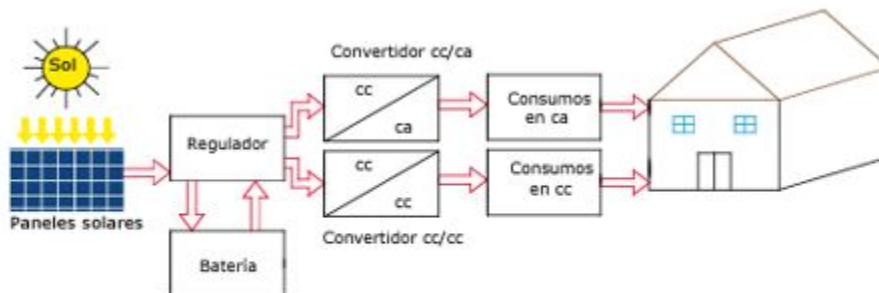 Sol
Paneles solares
Regulador
Batería
Convertidor cc/ca
cc
ca
cc
cc
Convertidor cc/cc
Consumos
en ca
Consumos
en cc